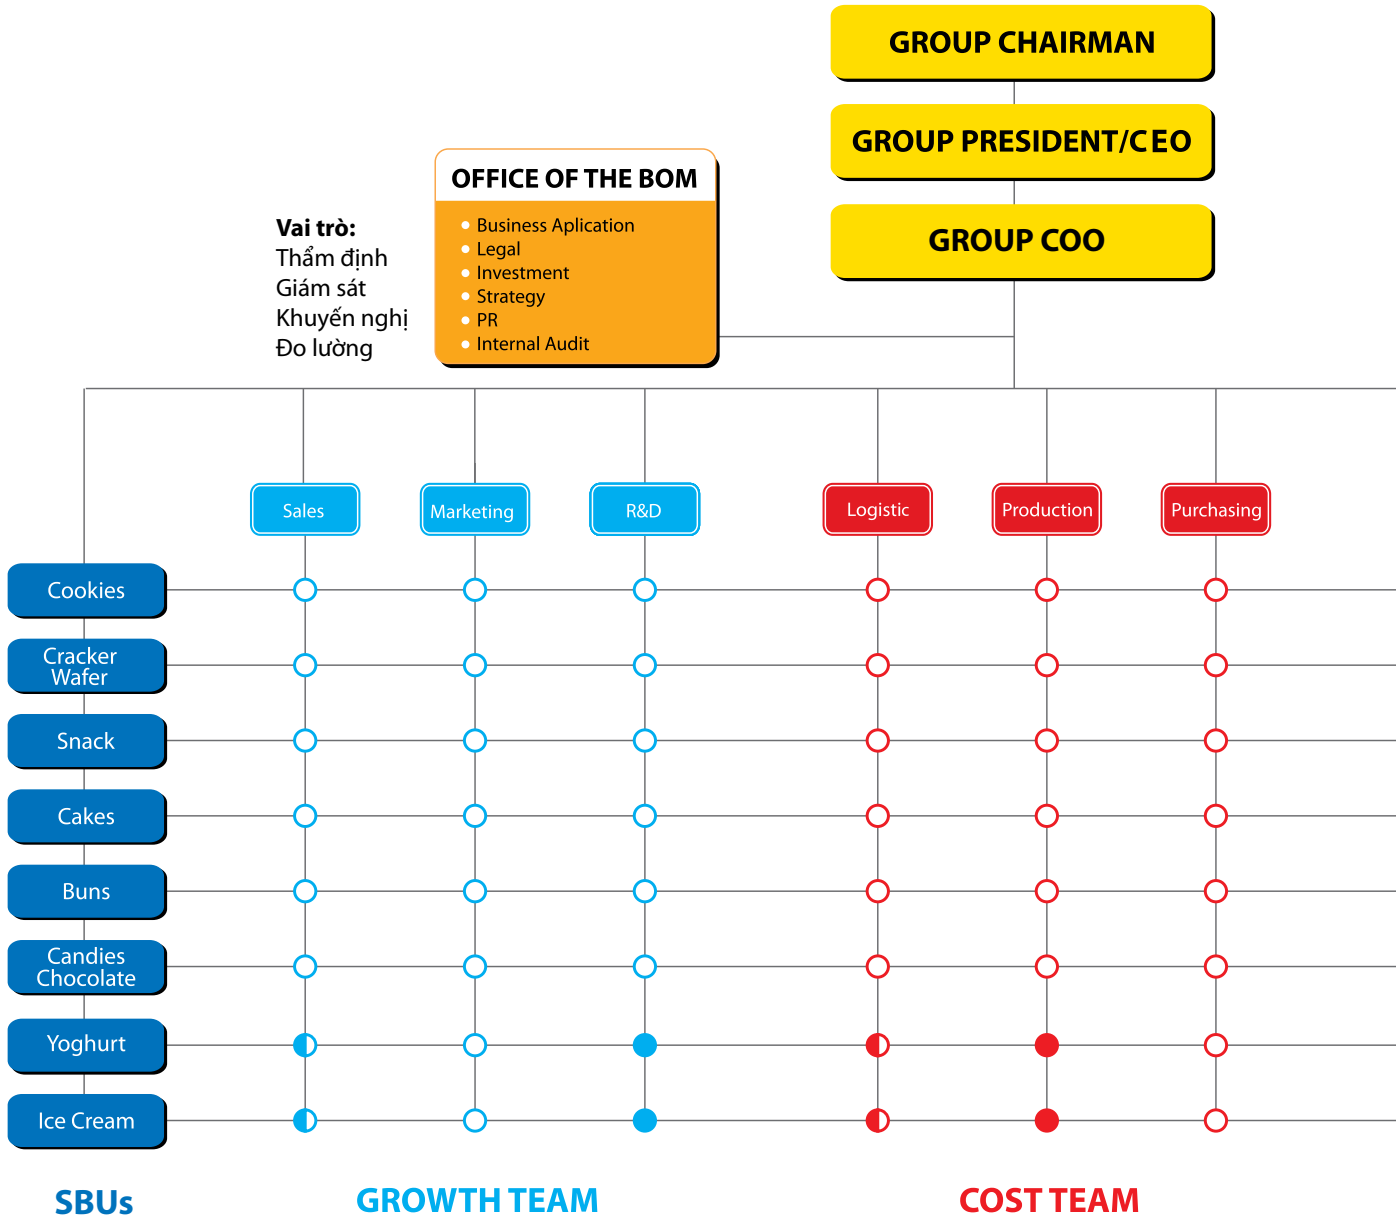 GROUP CHAIRMAN
GROUP PRESIDENT/CEO
GROUP COO
OFFICE OF THE BOM
Business Aplication
Legal
Investment
Strategy
PR
Internal Audit
Vai trò:
Thẩm định
Giám sát
Khuyến nghị
Đo lường
Sales
Marketing
R&D
Logistic
Production
Purchasing
Cookies
Cracker
Wafer
Snack
Cakes
Buns
Candies
Chocolate
Yoghurt
Ice Cream
SBUs
GROWTH TEAM
COST TEAM